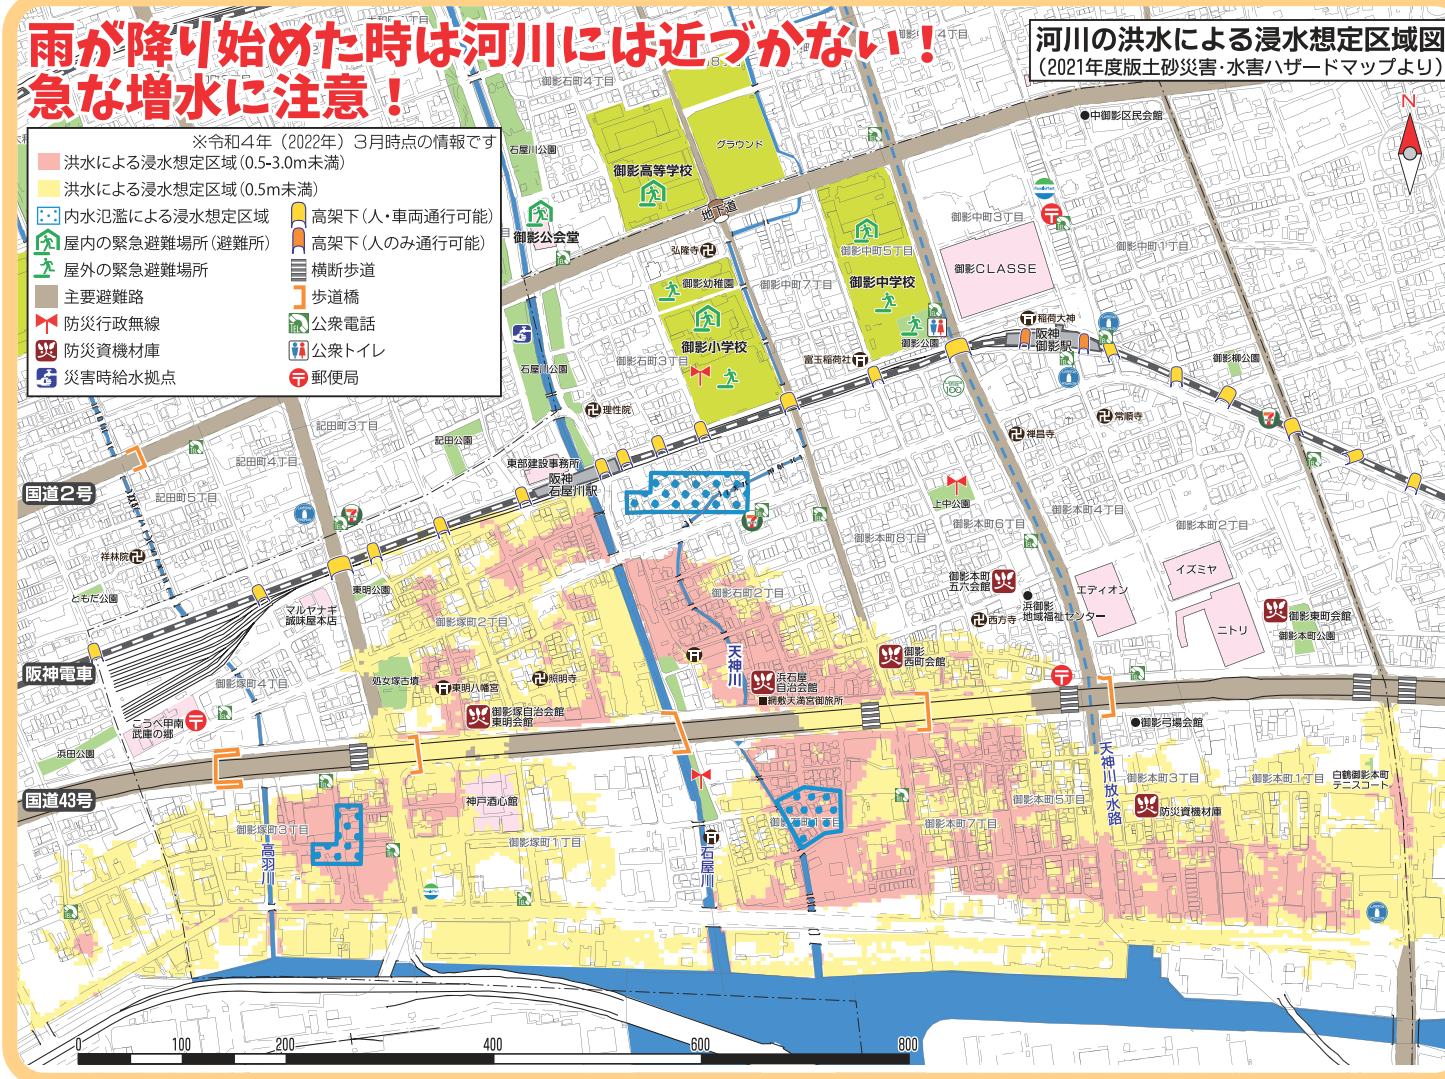 雨が降り始めた時は河川には近づかない！
急な増水に注意！
河川の洪水による浸水想定区域図
（2021年度版土砂災害・水害ハザードマップより）
※令和4年（2022年）3月時点の情報です
洪水による浸水想定区域（0.5-3.0m未満）
洪水による浸水想定区域（0.5m未満）
内水氾濫による浸水想定区域
屋内の緊急避難場所（避難所）
屋外の緊急避難場所
主要避難路
防災行政無線
防災資機材庫
災害時給水拠点
高架下（人・車両通行可能）
高架下（人のみ通行可能）
横断歩道
歩道橋
公衆電話
公衆トイレ
郵便局
N
御影石町4丁目
石屋川公園
御影公会堂
御影高等学校
グラウンド
地下道
弘隆寺
御影幼稚園
御影小学校
御影石町3丁目
御影中町7丁目
御影中町5丁目
御影中学校
御影公園
富玉稲荷社
中御影区民会館
御影中町3丁目
御影中町1丁目
御影CLASSE
稲荷大神
阪神
御影駅
御影柳公園
常順寺
禅昌寺
石屋川公園
理性院
記田町3丁目
記田公園
記田町4丁目
記田町5丁目
東部建設事務所
阪神
石屋川駅
国道2号
祥林院
ともだ公園
マルヤナギ
誠味屋本店
東明公園
御影塚町2丁目
御影石町2丁目
上中公園
御影本町6丁目
御影本町8丁目
御影本町4丁目
御影本町2丁目
御影本町
五六会館
浜御影
地域福祉センター
エディオン
イズミヤ
ニトリ
御影東町会館
御影本町公園
西方寺
御影
西町会館
阪神電車
御影塚町4丁目
処女塚古墳
東明八幡宮
照明寺
御影塚自治会館
東明会館
天神川
浜石屋
自治会館
綱敷天満宮御旅所
こうべ甲南
武庫の郷
浜田公園
国道43号
御影弓場会館
天神川放水路
御影本町3丁目
御影本町1丁目
白鶴御影本町
テニスコート
防災資機材庫
御影本町5丁目
御影本町7丁目
神戸酒心館
御影塚町3丁目
高羽川
御影塚町1丁目
石屋川
0 100 200 400 600 800